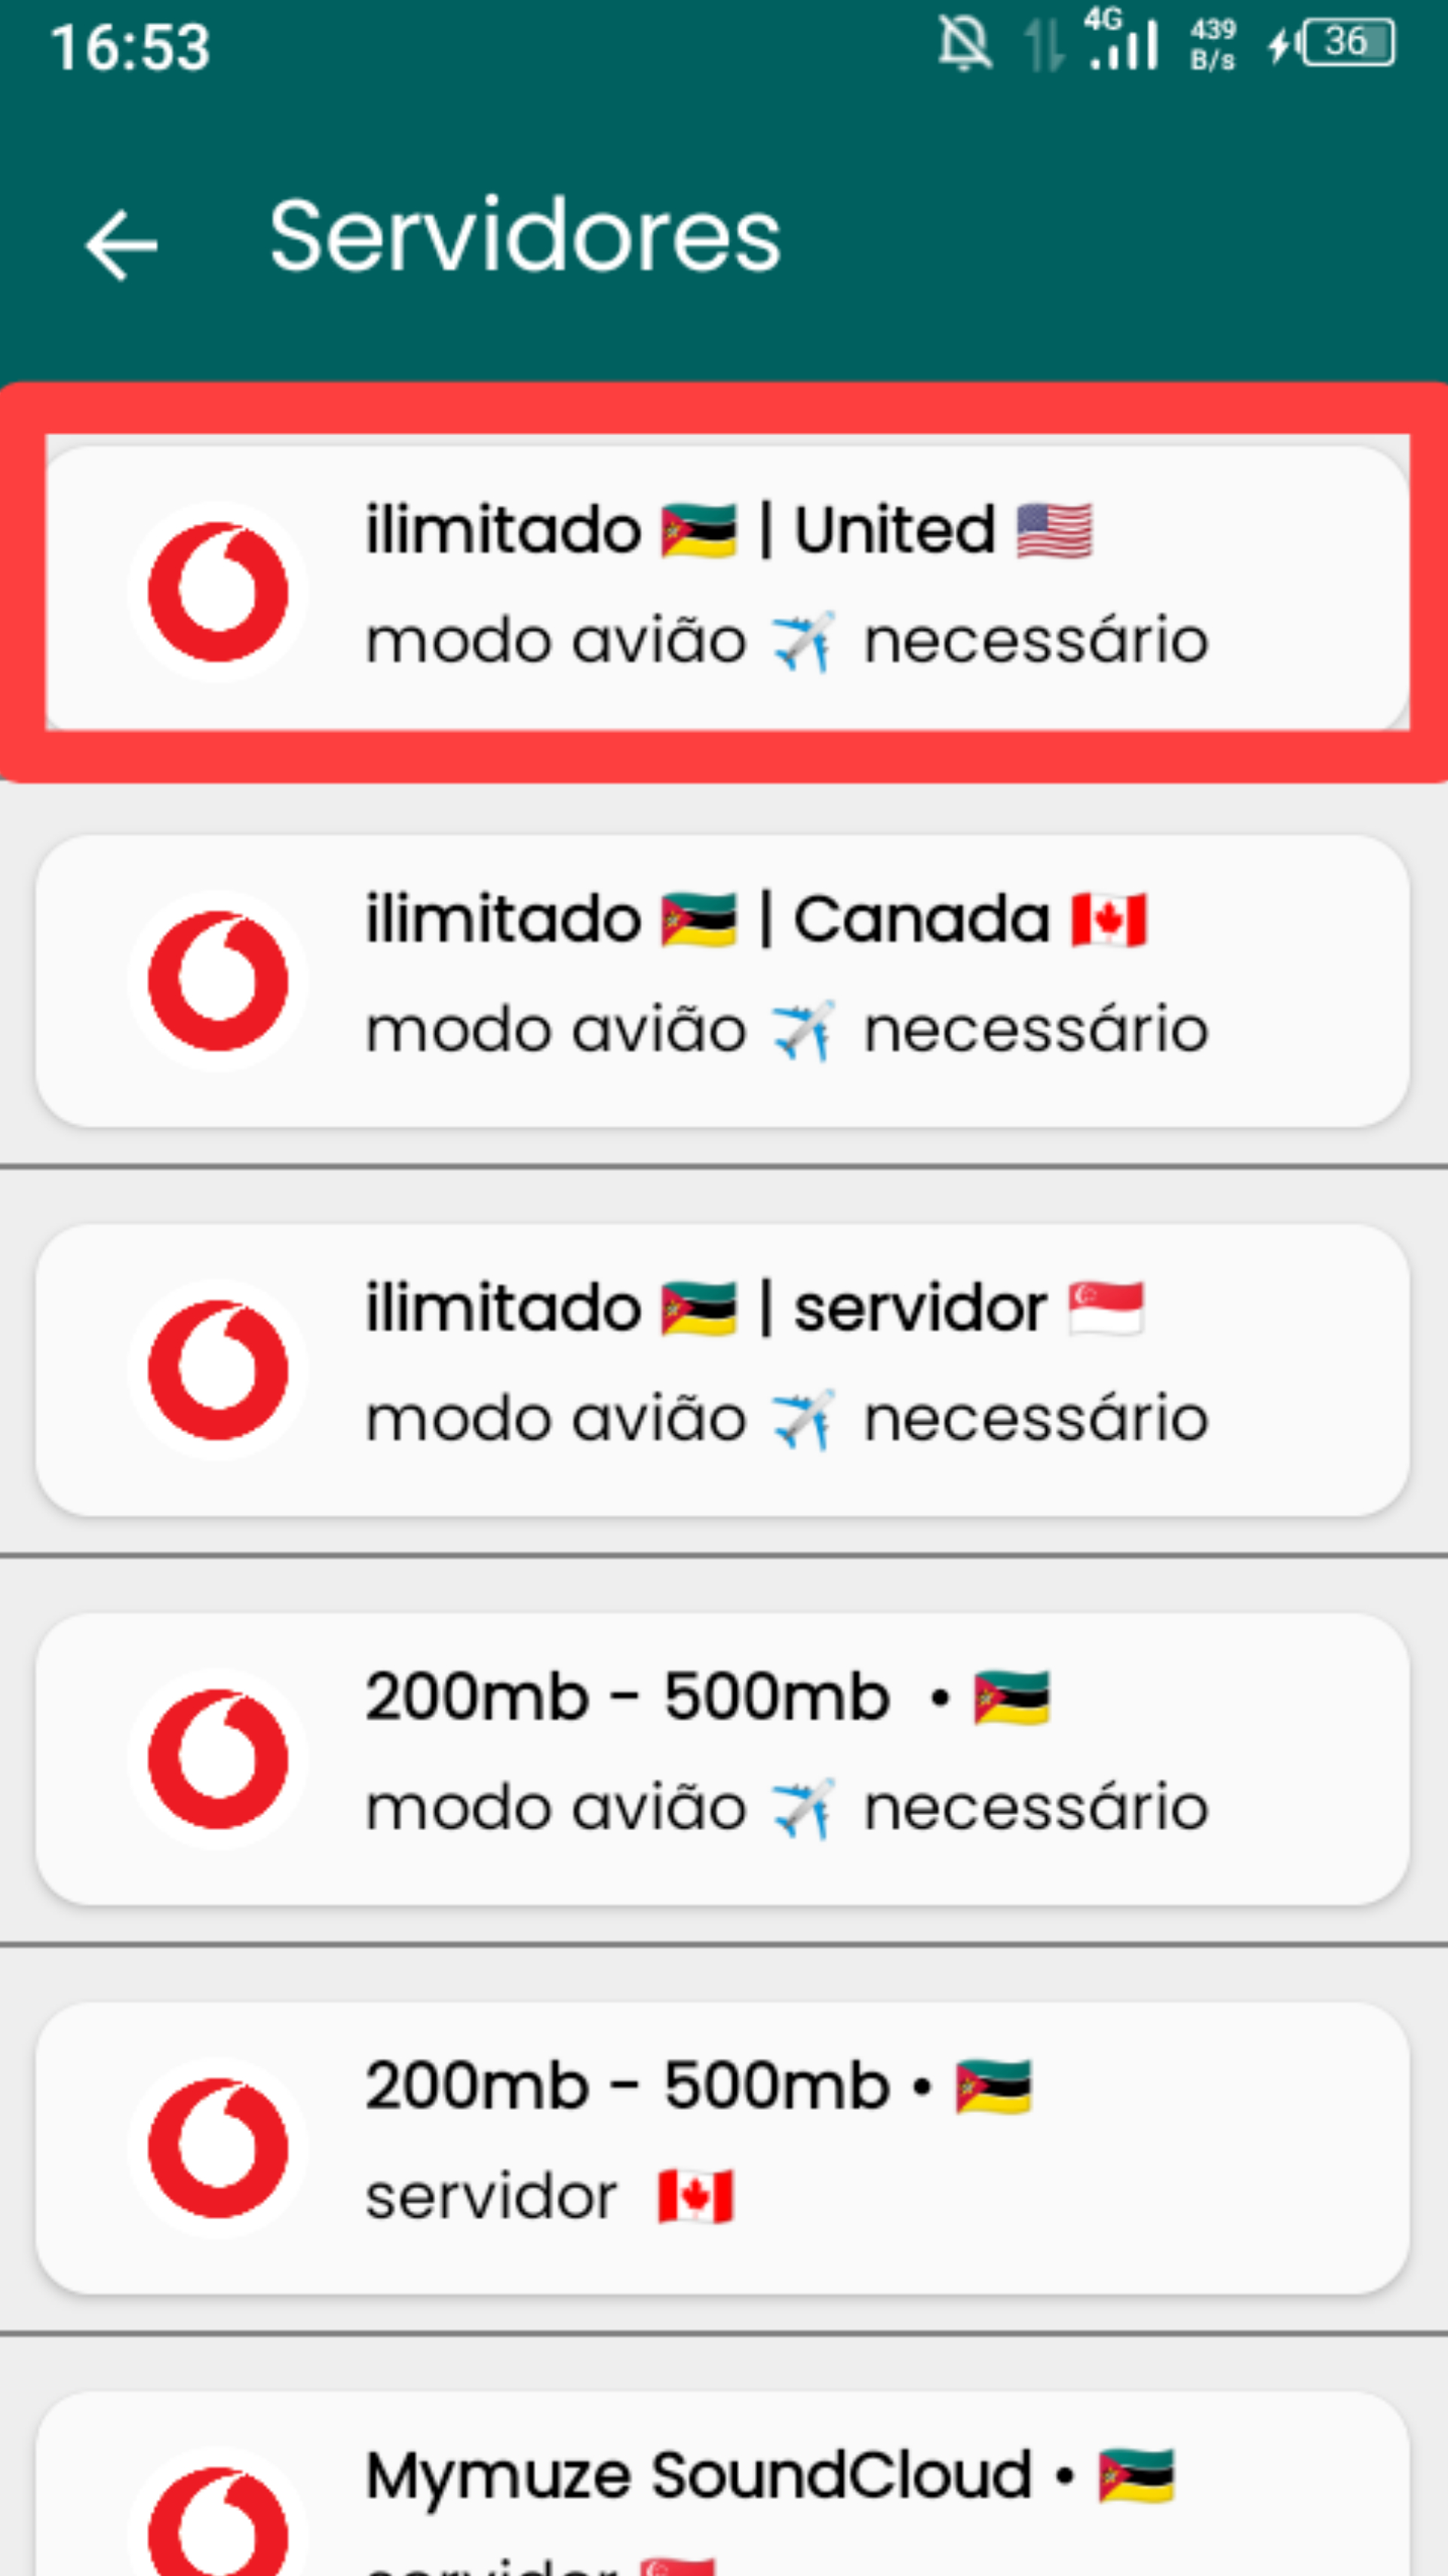 16:53
4G
439
B/s
36
Servidores
ilimitado 🇲🇿 | United 🇺🇸
modo avião ✈️ necessário
ilimitado 🇲🇿 | Canada 🇨🇦
modo avião ✈️ necessário
ilimitado 🇲🇿 | servidor 🇸🇬
modo avião ✈️ necessário
200mb - 500mb • 🇲🇿
modo avião ✈️ necessário
200mb - 500mb • 🇲🇿
servidor 🇨🇦
Mymuze SoundCloud • 🇲🇿
servidor 🇸🇬